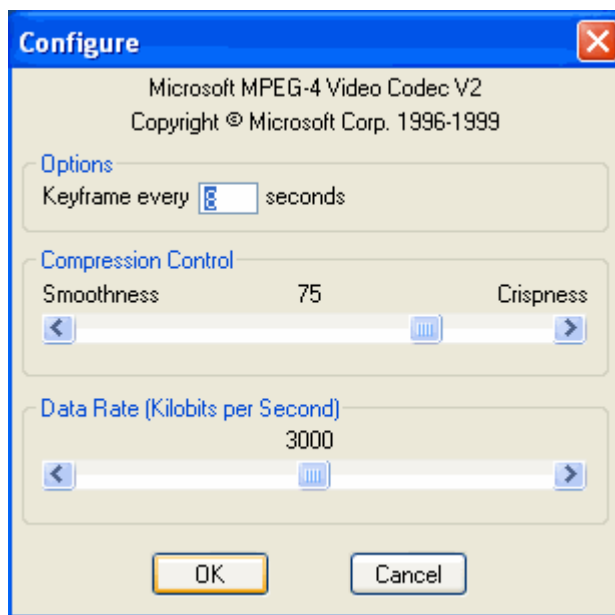 Configure
Microsoft MPEG-4 Video Codec V2
Copyright © Microsoft Corp. 1996-1999
Options
Keyframe every 8 seconds
Compression Control
Smoothness 75 Crispness
Data Rate (Kilobits per Second)
3000
OK Cancel